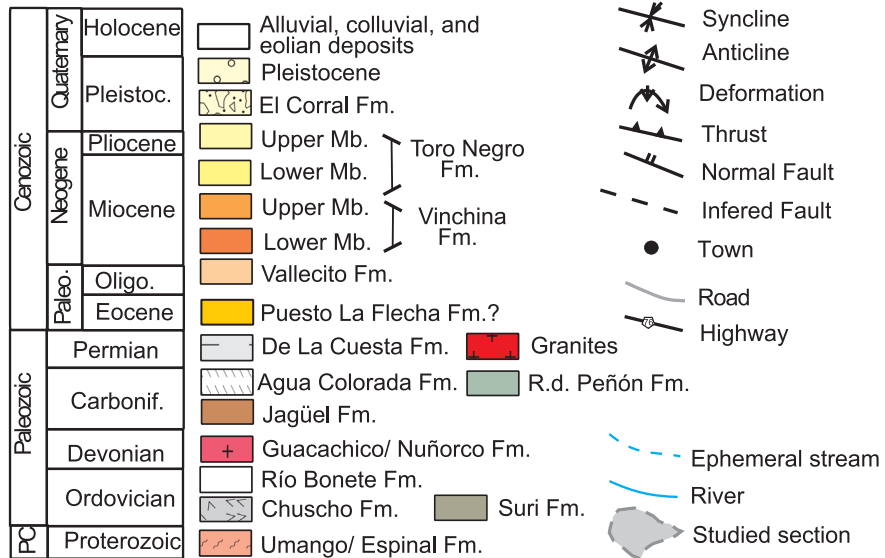 Cenozoic
Quaternary
Holocene
Alluvial, colluvial, and
eolian deposits
Pleistoc.
Pleistocene
El Corral Fm.
Neogene
Pliocene
Miocene
Upper Mb.
Lower Mb.
Toro Negro
Fm.
Upper Mb.
Lower Mb.
Vinchina
Fm.
Paleo.
Oligo.
Vallecito Fm.
Eocene
Puesto La Flecha Fm.?
Paleozoic
Permian
De La Cuesta Fm.
Granites
Carbonif.
Agua Colorada Fm.
R.d. Peñón Fm.
Jagüel Fm.
Devonian
Guacachico/ Nuñorco Fm.
Ordovician
Río Bonete Fm.
Chuscho Fm.
Suri Fm.
PC
Proterozoic
Umango/ Espinal Fm.
Syncline
Anticline
Deformation
Thrust
Normal Fault
Infered Fault
Town
Road
76
Highway
Ephemeral stream
River
Studied section